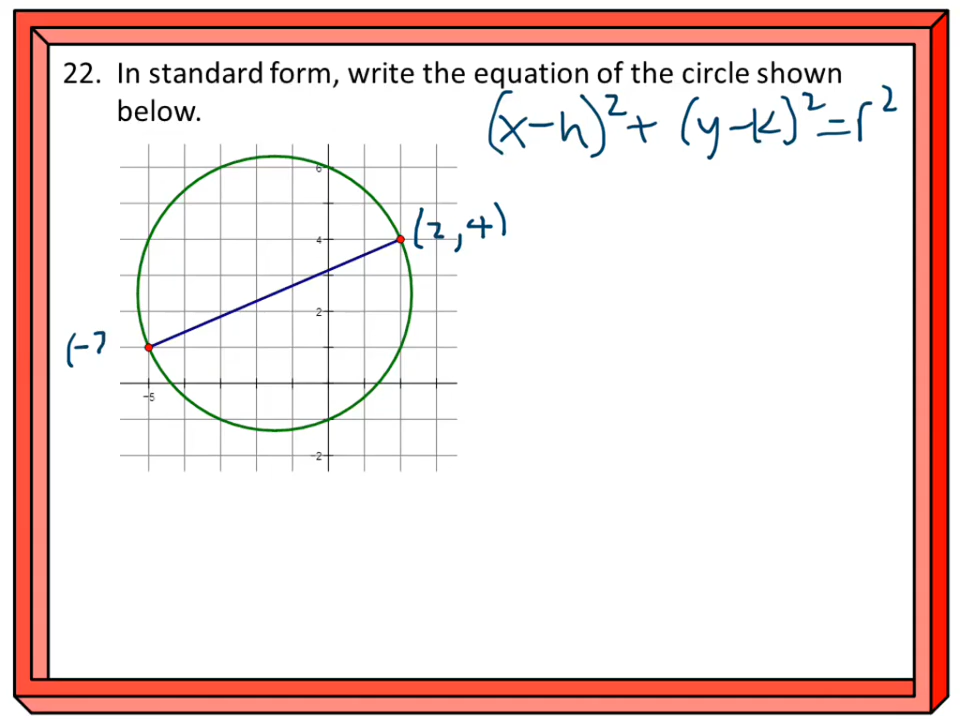 22. In standard form, write the equation of the circle shown
below.
(x-h)²+(y-k)²=r²
6
(2,4)
4
2
(-7
-5
-2